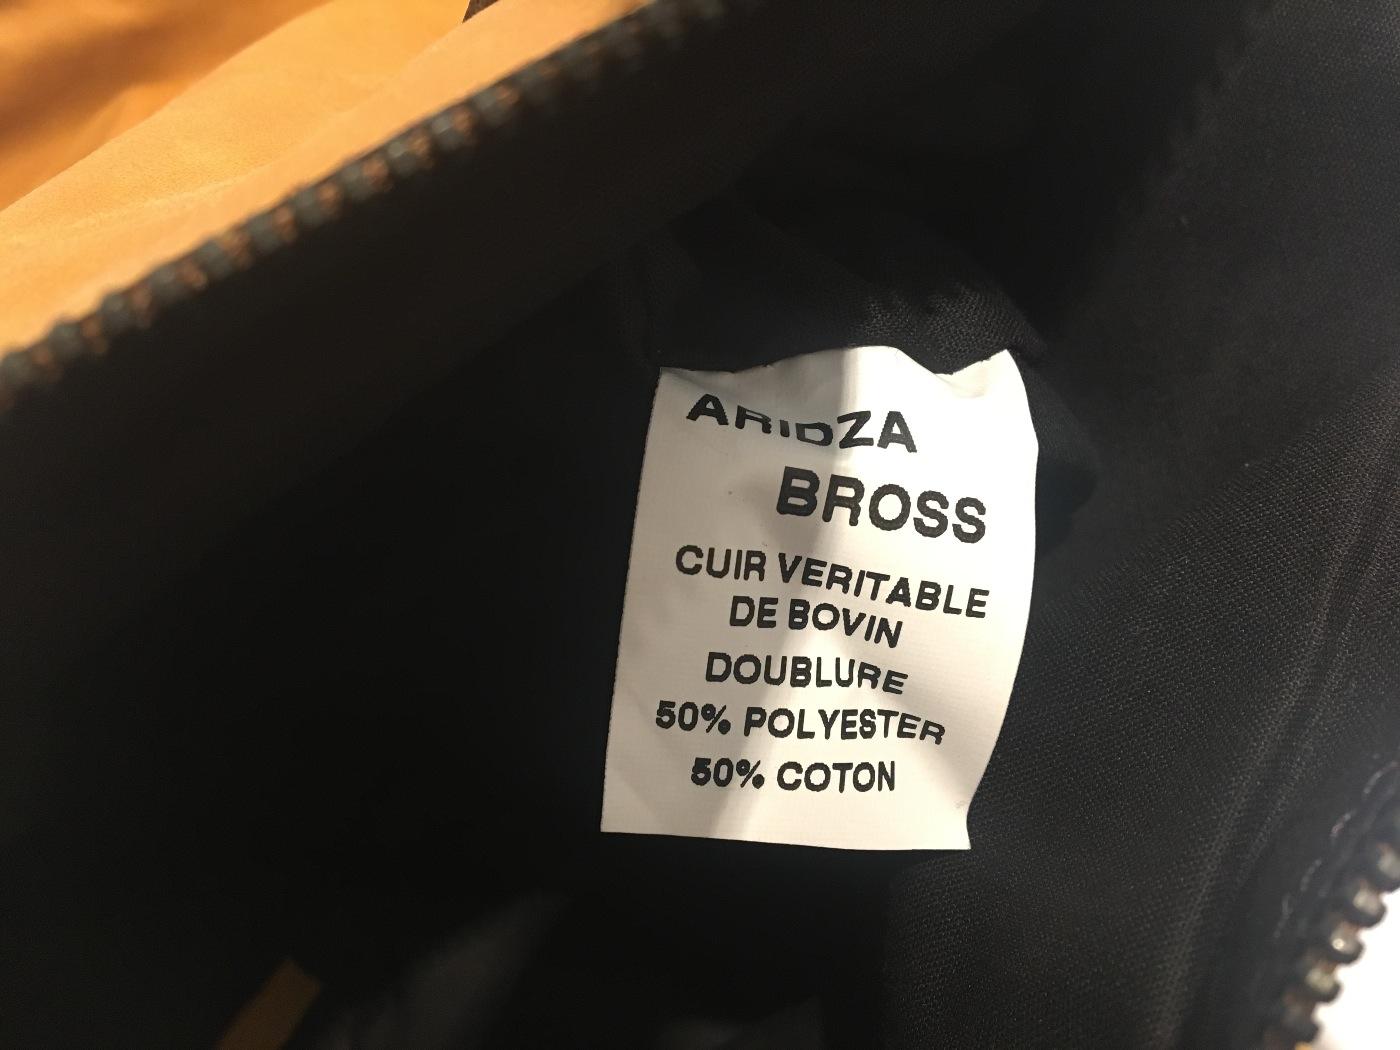 ARIDZA
BROSS
CUIR VERITABLE
DE BOVIN
DOUBLURE
50% POLYESTER
50% COTON